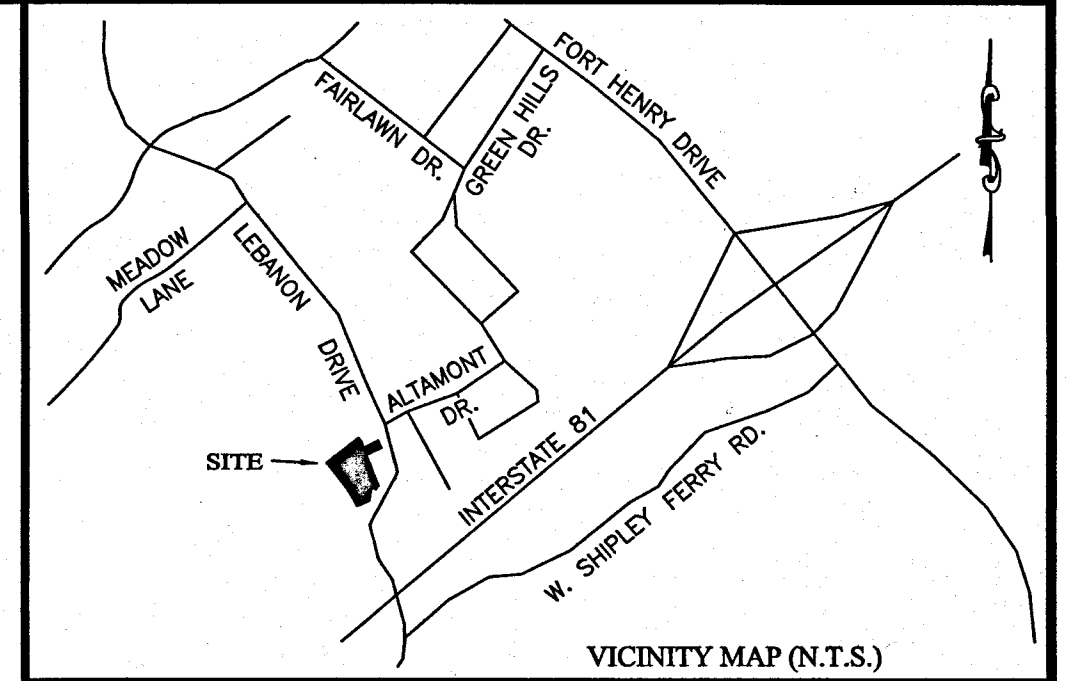 FORT HENRY DRIVE
FAIRLAWN DR.
GREEN HILLS
DR.
MEADOW
LANE
LEBANON
DRIVE
ALTAMONT
DR.
SITE
INTERSTATE 81
W. SHIPLEY FERRY RD.
VICINITY MAP (N.T.S.)